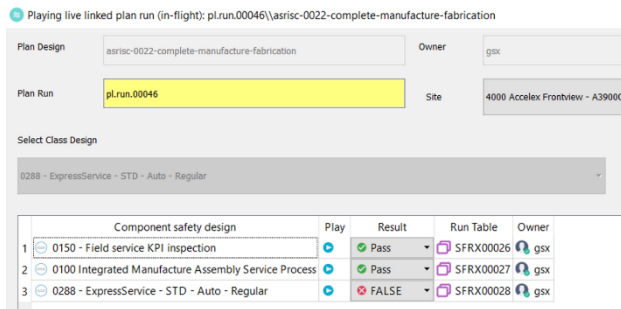 Playing live linked plan run (in-flight): pl.run.00046\\asrisc-0022-complete-manufacture-fabrication
Plan Design asrisc-0022-complete-manufacture-fabrication Owner gsx
Plan Run pl.run.00046 Site 4000 Accelex Frontview - A39000
Select Class Design
0288 - ExpressService - STD - Auto - Regular
Component safety design Play Result Run Table Owner
1 0150 - Field service KPI inspection Pass SFRX00026 gsx
2 0100 Integrated Manufacture Assembly Service Process Pass SFRX00027 gsx
3 0288 - ExpressService - STD - Auto - Regular FALSE SFRX00028 gsx